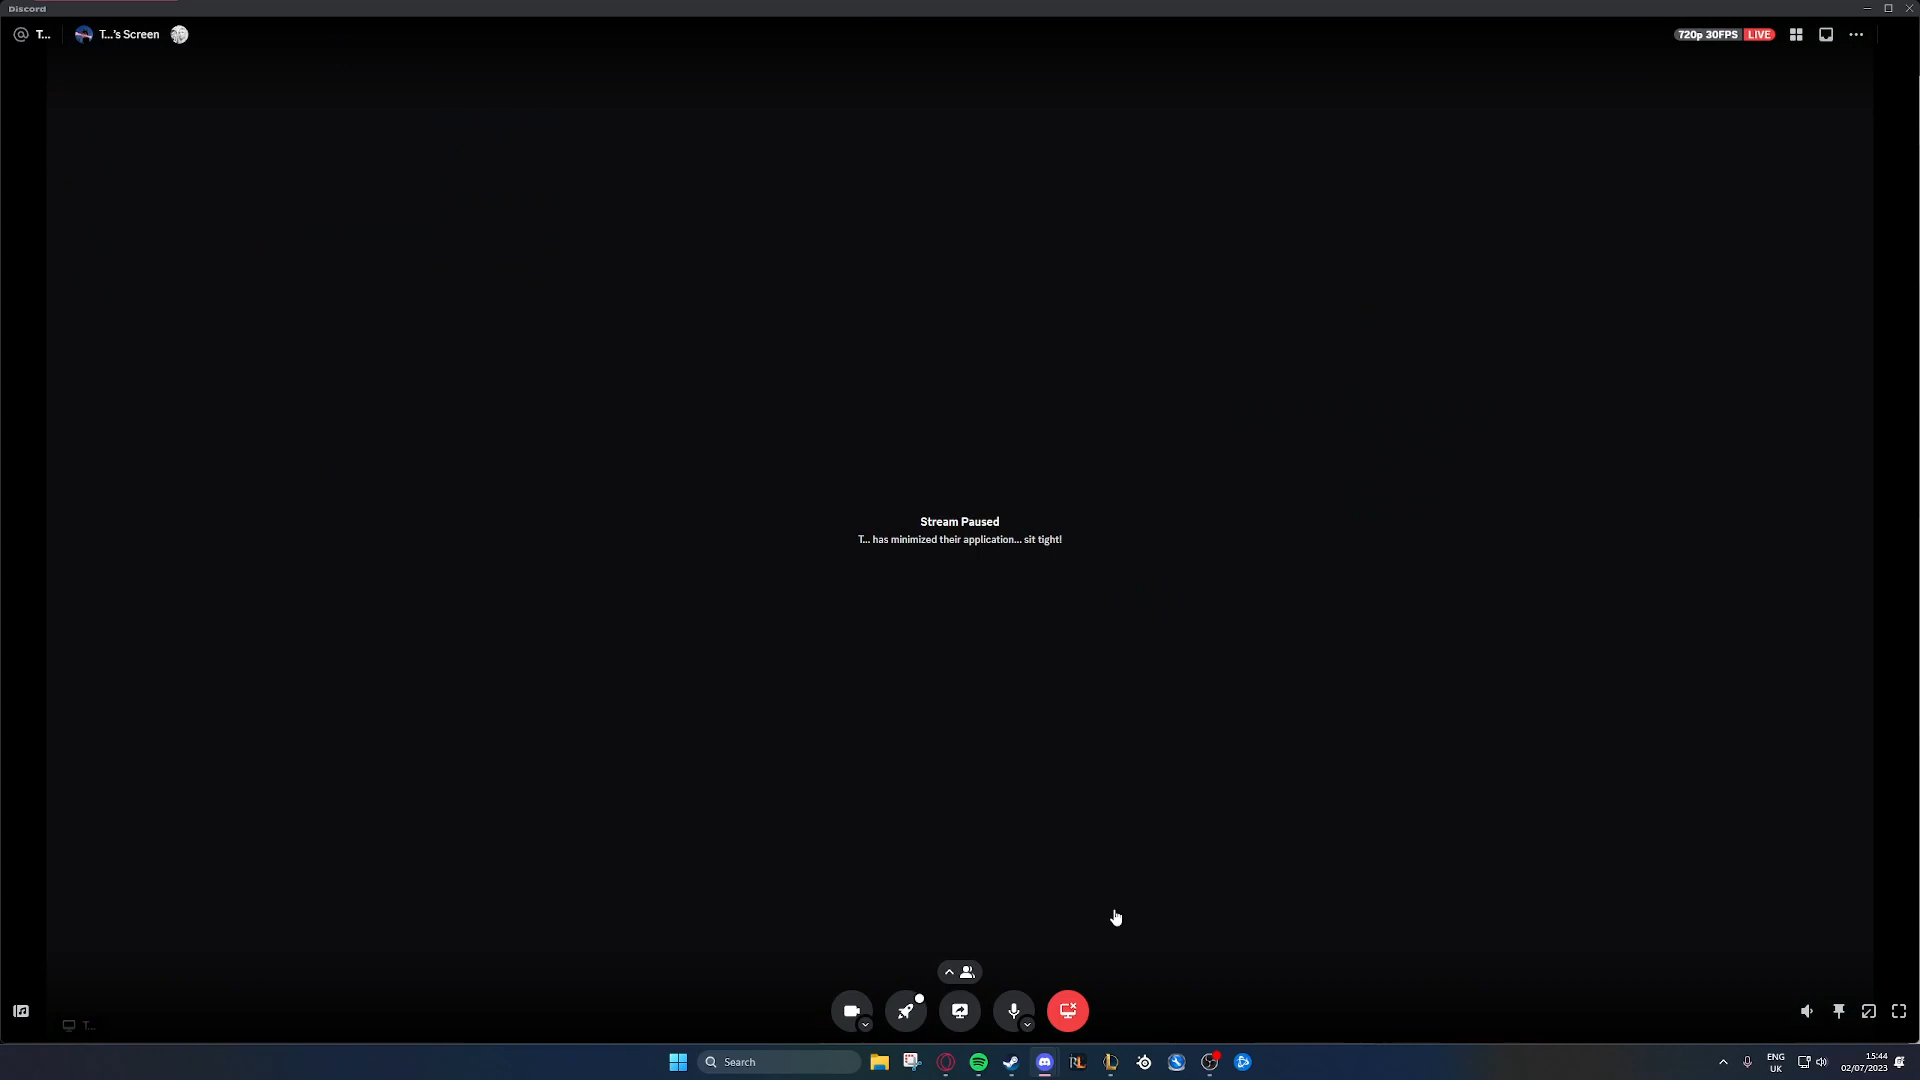 Discord
T...
T...'s Screen
720p 30FPS LIVE
Stream Paused
T... has minimized their application... sit tight!
T...
Search
ENG
UK
15:44
02/07/2023